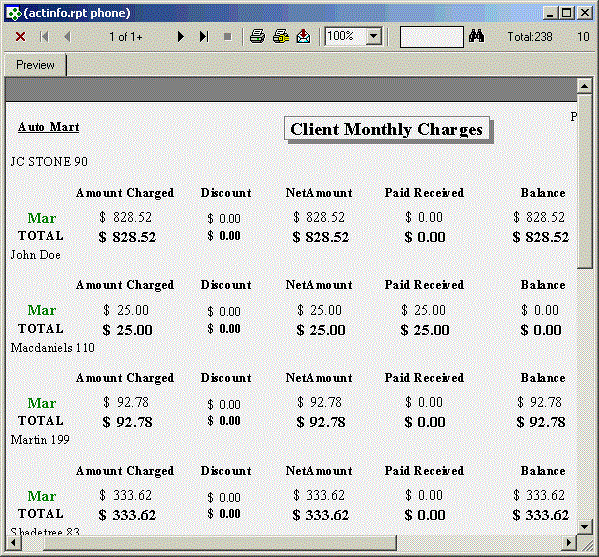 (actinfo.rpt phone)
1 of 1+ 100% Total:238 10
Preview
P
Auto Mart Client Monthly Charges
JC STONE 90
Amount Charged Discount NetAmount Paid Received Balance
Mar $ 828.52 $ 0.00 $ 828.52 $ 0.00 $ 828.52
TOTAL $ 828.52 $ 0.00 $ 828.52 $ 0.00 $ 828.52
John Doe
Amount Charged Discount NetAmount Paid Received Balance
Mar $ 25.00 $ 0.00 $ 25.00 $ 25.00 $ 0.00
TOTAL $ 25.00 $ 0.00 $ 25.00 $ 25.00 $ 0.00
Macdaniels 110
Amount Charged Discount NetAmount Paid Received Balance
Mar $ 92.78 $ 0.00 $ 92.78 $ 0.00 $ 92.78
TOTAL $ 92.78 $ 0.00 $ 92.78 $ 0.00 $ 92.78
Martin 199
Amount Charged Discount NetAmount Paid Received Balance
Mar $ 333.62 $ 0.00 $ 333.62 $ 0.00 $ 333.62
TOTAL $ 333.62 $ 0.00 $ 333.62 $ 0.00 $ 333.62
Shadetree 83